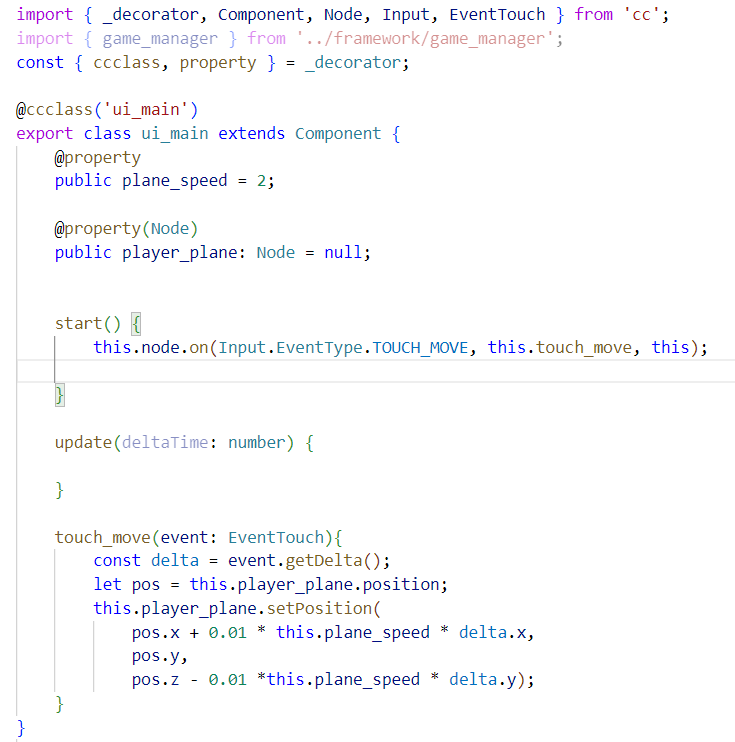 import { _decorator, Component, Node, Input, EventTouch } from 'cc';
import { game_manager } from '../framework/game_manager';
const { ccclass, property } = _decorator;
@ccclass('ui_main')
export class ui_main extends Component {
@property
public plane_speed = 2;
@property(Node)
public player_plane: Node = null;
start() {
this.node.on(Input.EventType.TOUCH_MOVE, this.touch_move, this);
}
update(deltaTime: number) {
}
touch_move(event: EventTouch){
const delta = event.getDelta();
let pos = this.player_plane.position;
this.player_plane.setPosition(
pos.x + 0.01 * this.plane_speed * delta.x,
pos.y,
pos.z - 0.01 *this.plane_speed * delta.y);
}
}